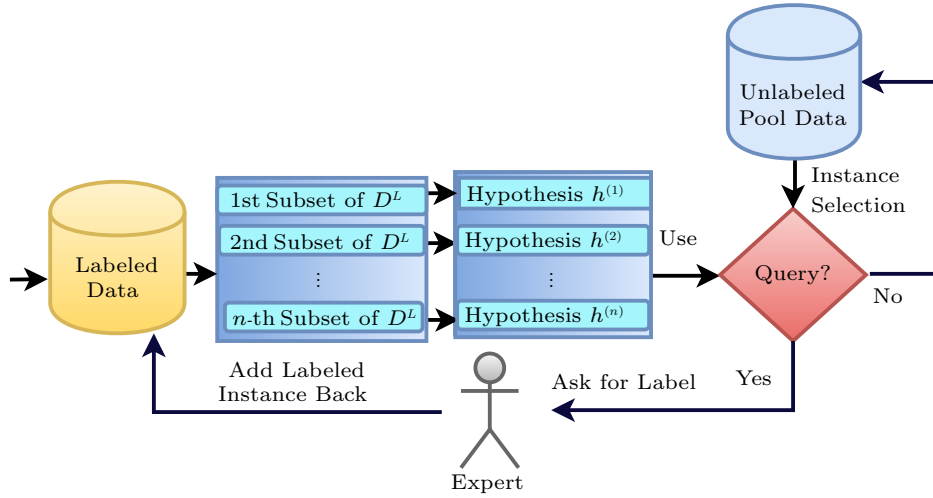 Unlabeled
Pool Data
Instance
Selection
1st Subset of D^L
Hypothesis h^(1)
2nd Subset of D^L
Hypothesis h^(2)
⋮
⋮
n-th Subset of D^L
Hypothesis h^(n)
Labeled
Data
Use
Query?
No
Yes
Ask for Label
Add Labeled
Instance Back
Expert